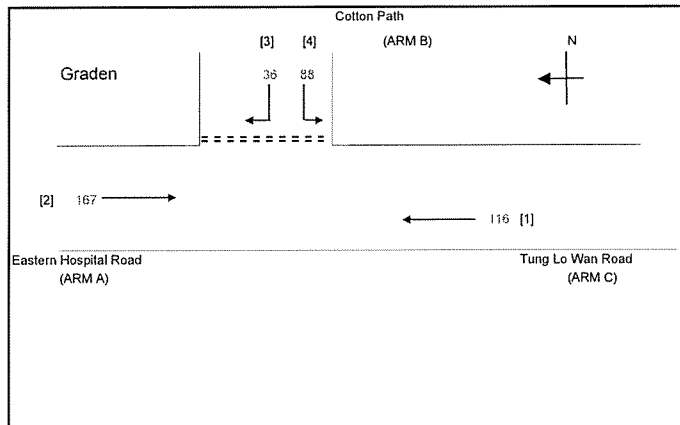 Cotton Path
[3] [4] (ARM B) N
Graden 36 88
[2] 167
116 [1]
Eastern Hospital Road Tung Lo Wan Road
(ARM A) (ARM C)